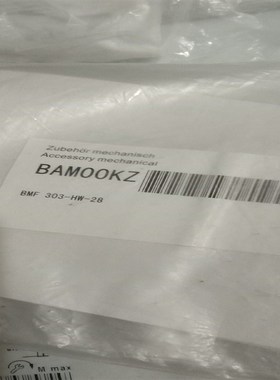 Zubehör mechanisch
Accessory mechanical
BAM00KZ
BMF 303-HW-28
M max